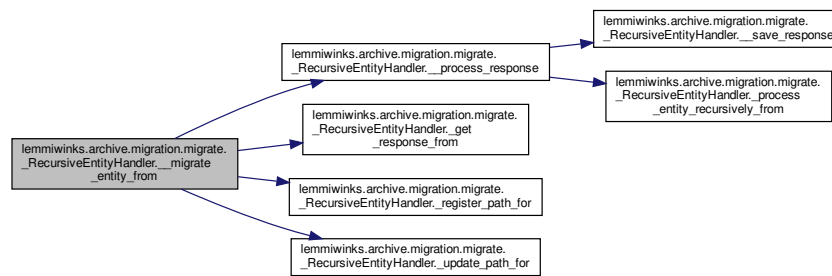 lemmiwinks.archive.migration.migrate.
_RecursiveEntityHandler.__save_response
lemmiwinks.archive.migration.migrate.
_RecursiveEntityHandler.__process_response
lemmiwinks.archive.migration.migrate.
_RecursiveEntityHandler._process
_entity_recursively_from
lemmiwinks.archive.migration.migrate.
_RecursiveEntityHandler._get
_response_from
lemmiwinks.archive.migration.migrate.
_RecursiveEntityHandler.__migrate
_entity_from
lemmiwinks.archive.migration.migrate.
_RecursiveEntityHandler._register_path_for
lemmiwinks.archive.migration.migrate.
_RecursiveEntityHandler._update_path_for